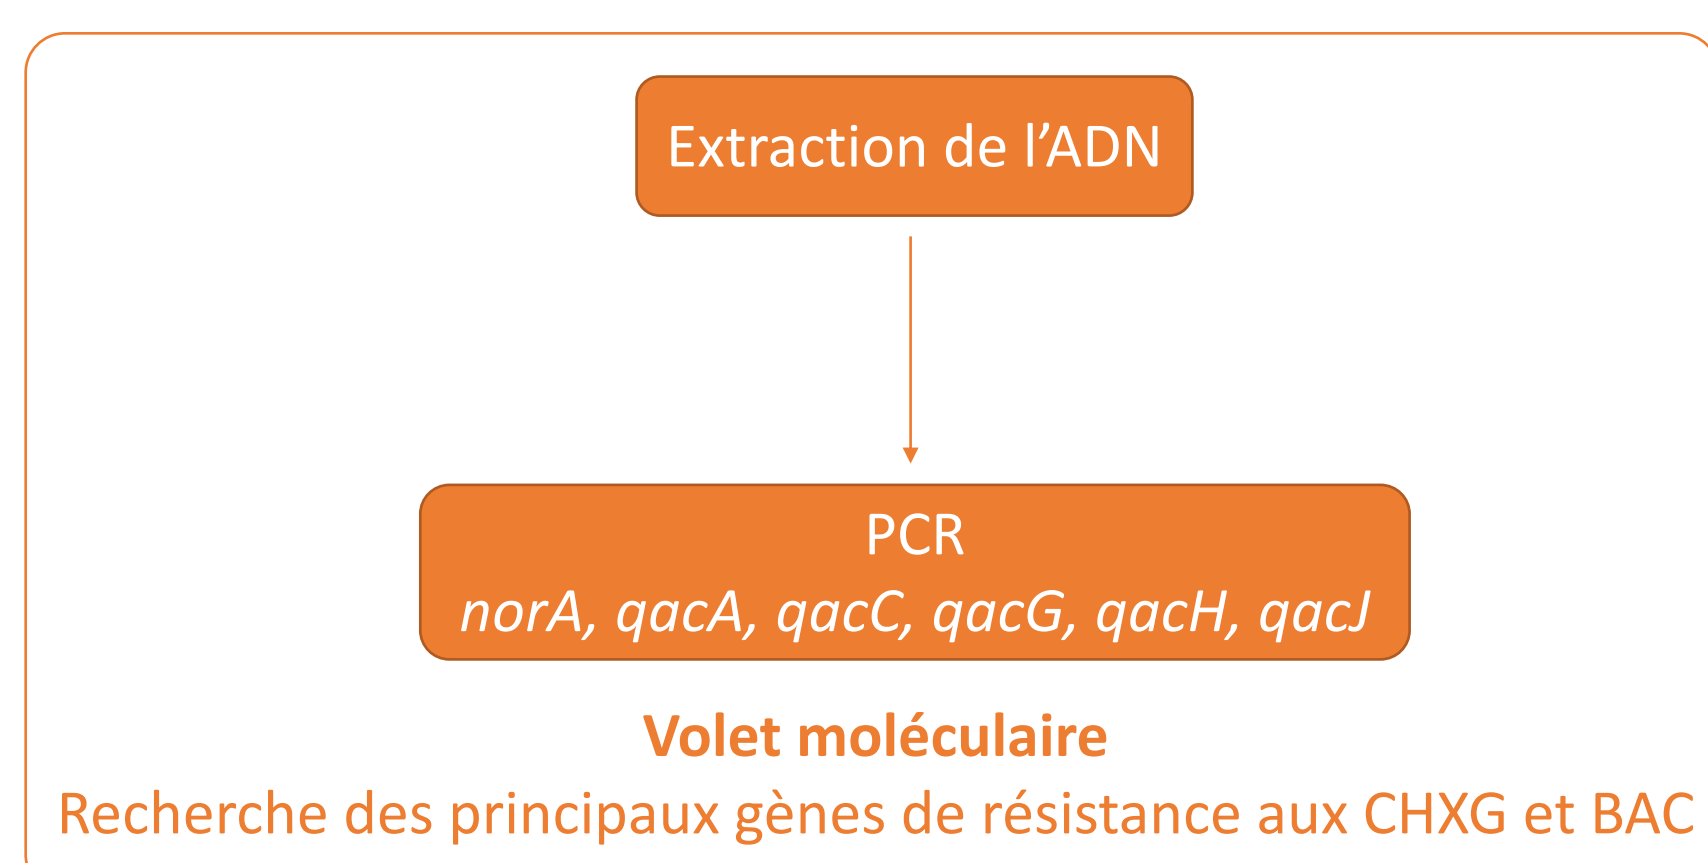 Extraction de l’ADN
PCR
norA, qacA, qacC, qacG, qacH, qacJ
Volet moléculaire
Recherche des principaux gènes de résistance aux CHXG et BAC